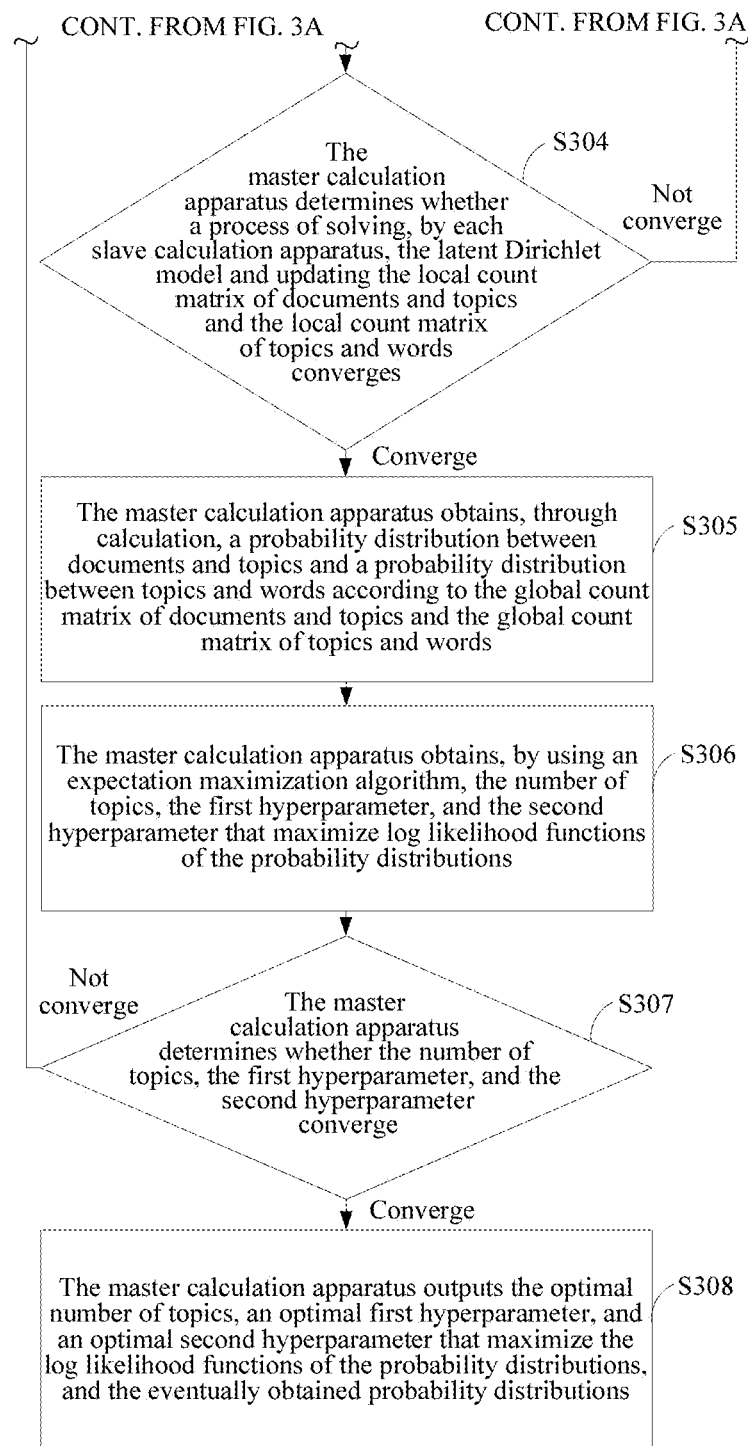 CONT. FROM FIG. 3A
CONT. FROM FIG. 3A
S304
The
master calculation
apparatus determines whether
a process of solving, by each
slave calculation apparatus, the latent Dirichlet
model and updating the local count
matrix of documents and topics
and the local count matrix
of topics and words
converges
Not
converge
Converge
The master calculation apparatus obtains, through
calculation, a probability distribution between
documents and topics and a probability distribution
between topics and words according to the global count
matrix of documents and topics and the global count
matrix of topics and words
S305
The master calculation apparatus obtains, by using an
expectation maximization algorithm, the number of
topics, the first hyperparameter, and the second
hyperparameter that maximize log likelihood functions
of the probability distributions
S306
Not
converge
The master
calculation apparatus
determines whether the number of
topics, the first hyperparameter, and the
second hyperparameter
converge
S307
Converge
The master calculation apparatus outputs the optimal
number of topics, an optimal first hyperparameter, and
an optimal second hyperparameter that maximize the
log likelihood functions of the probability distributions,
and the eventually obtained probability distributions
S308